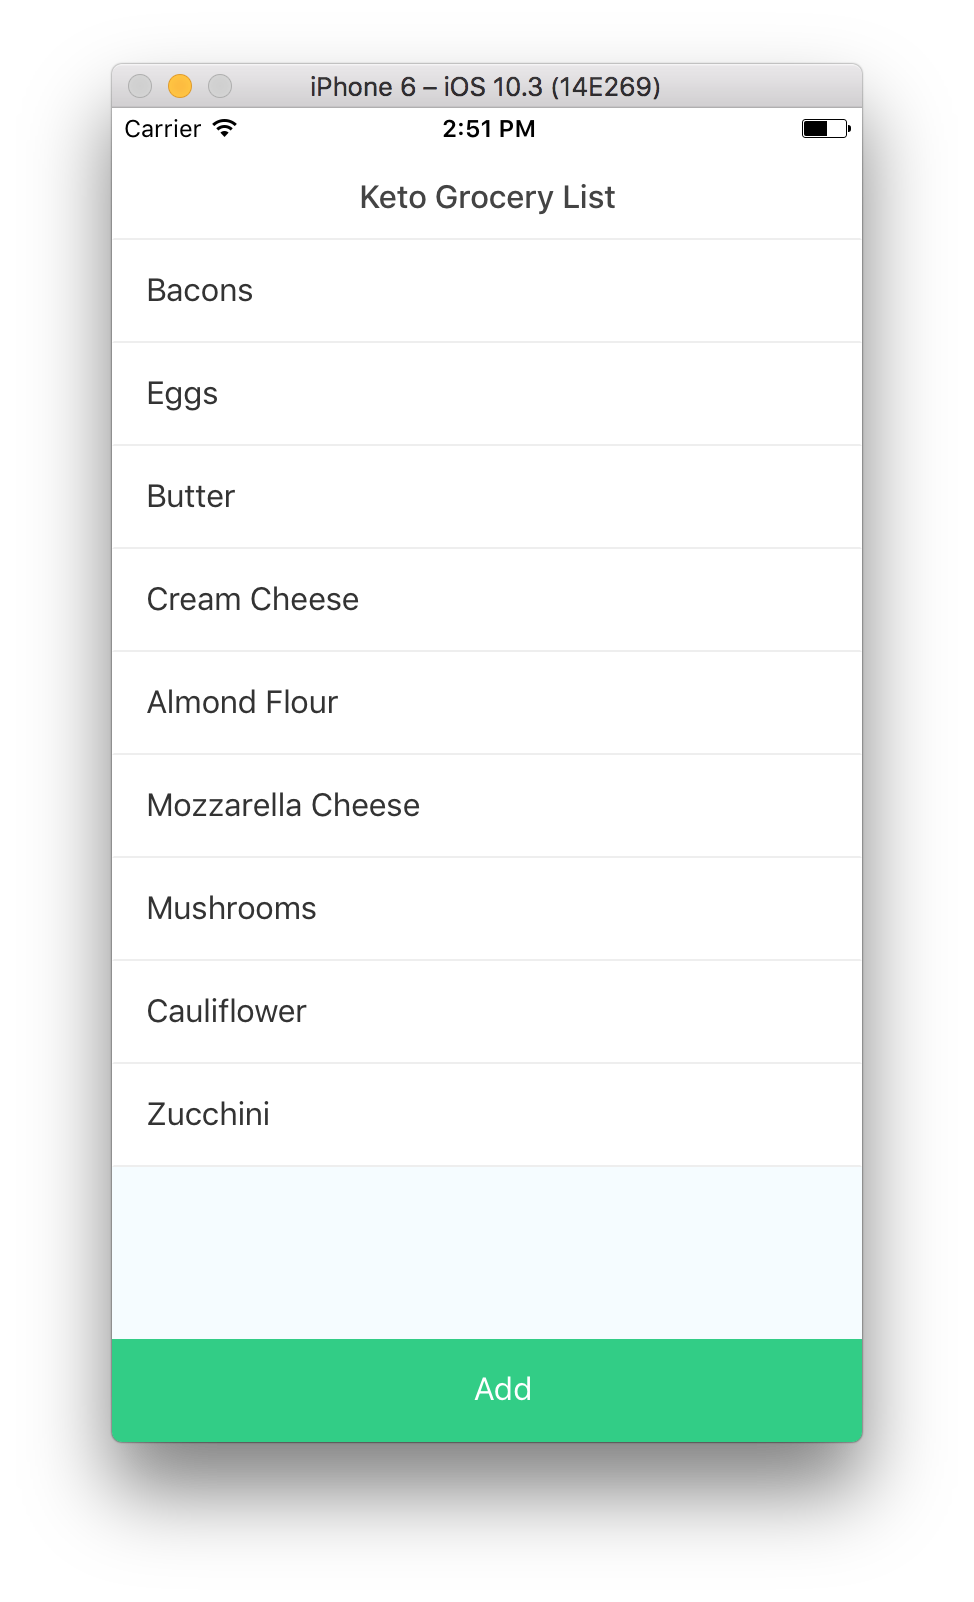 iPhone 6 – iOS 10.3 (14E269)
Carrier 2:51 PM
Keto Grocery List
Bacons
Eggs
Butter
Cream Cheese
Almond Flour
Mozzarella Cheese
Mushrooms
Cauliflower
Zucchini
Add